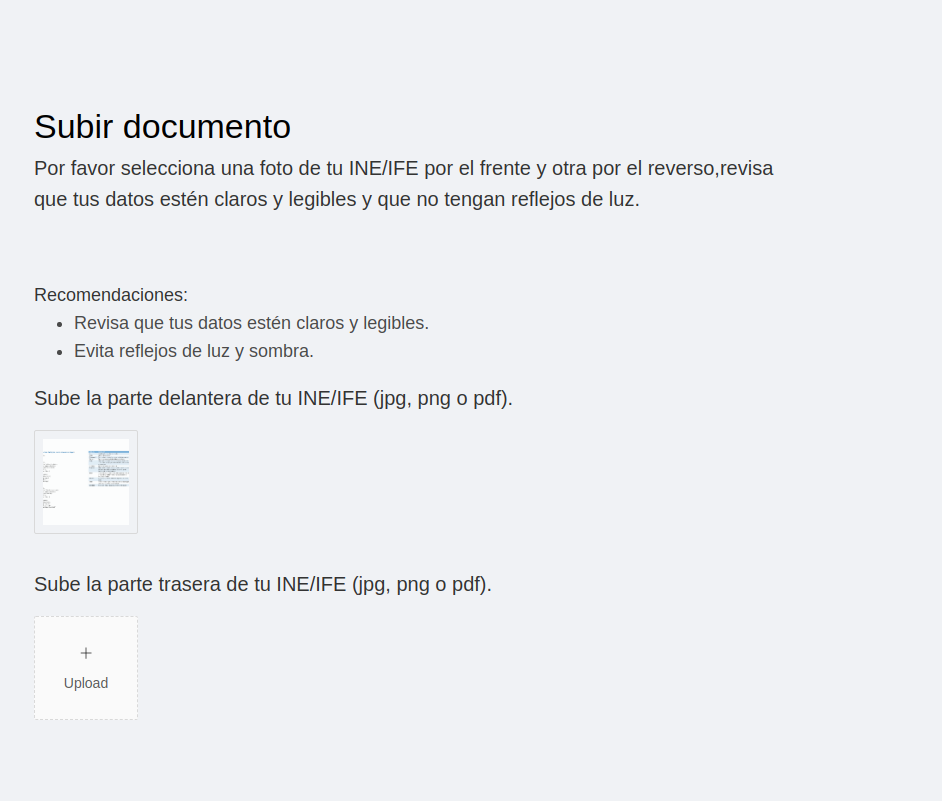 Subir documento
Por favor selecciona una foto de tu INE/IFE por el frente y otra por el reverso,revisa
que tus datos estén claros y legibles y que no tengan reflejos de luz.
Recomendaciones:
Revisa que tus datos estén claros y legibles.
Evita reflejos de luz y sombra.
Sube la parte delantera de tu INE/IFE (jpg, png o pdf).
Sube la parte trasera de tu INE/IFE (jpg, png o pdf).
Upload